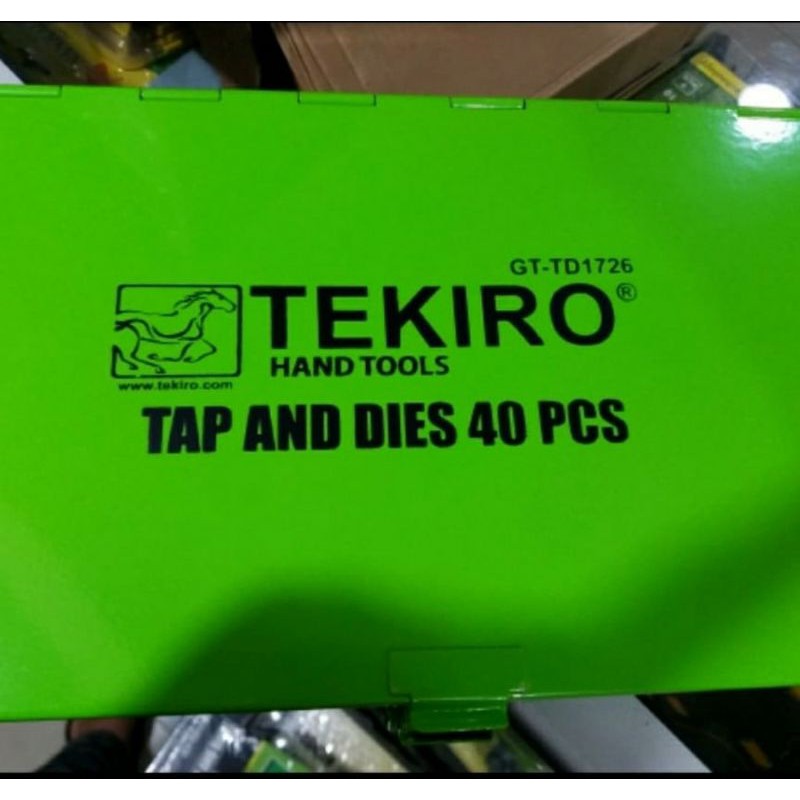 GT-TD1726
TEKIRO®
HAND TOOLS
www.tekiro.com
TAP AND DIES 40 PCS